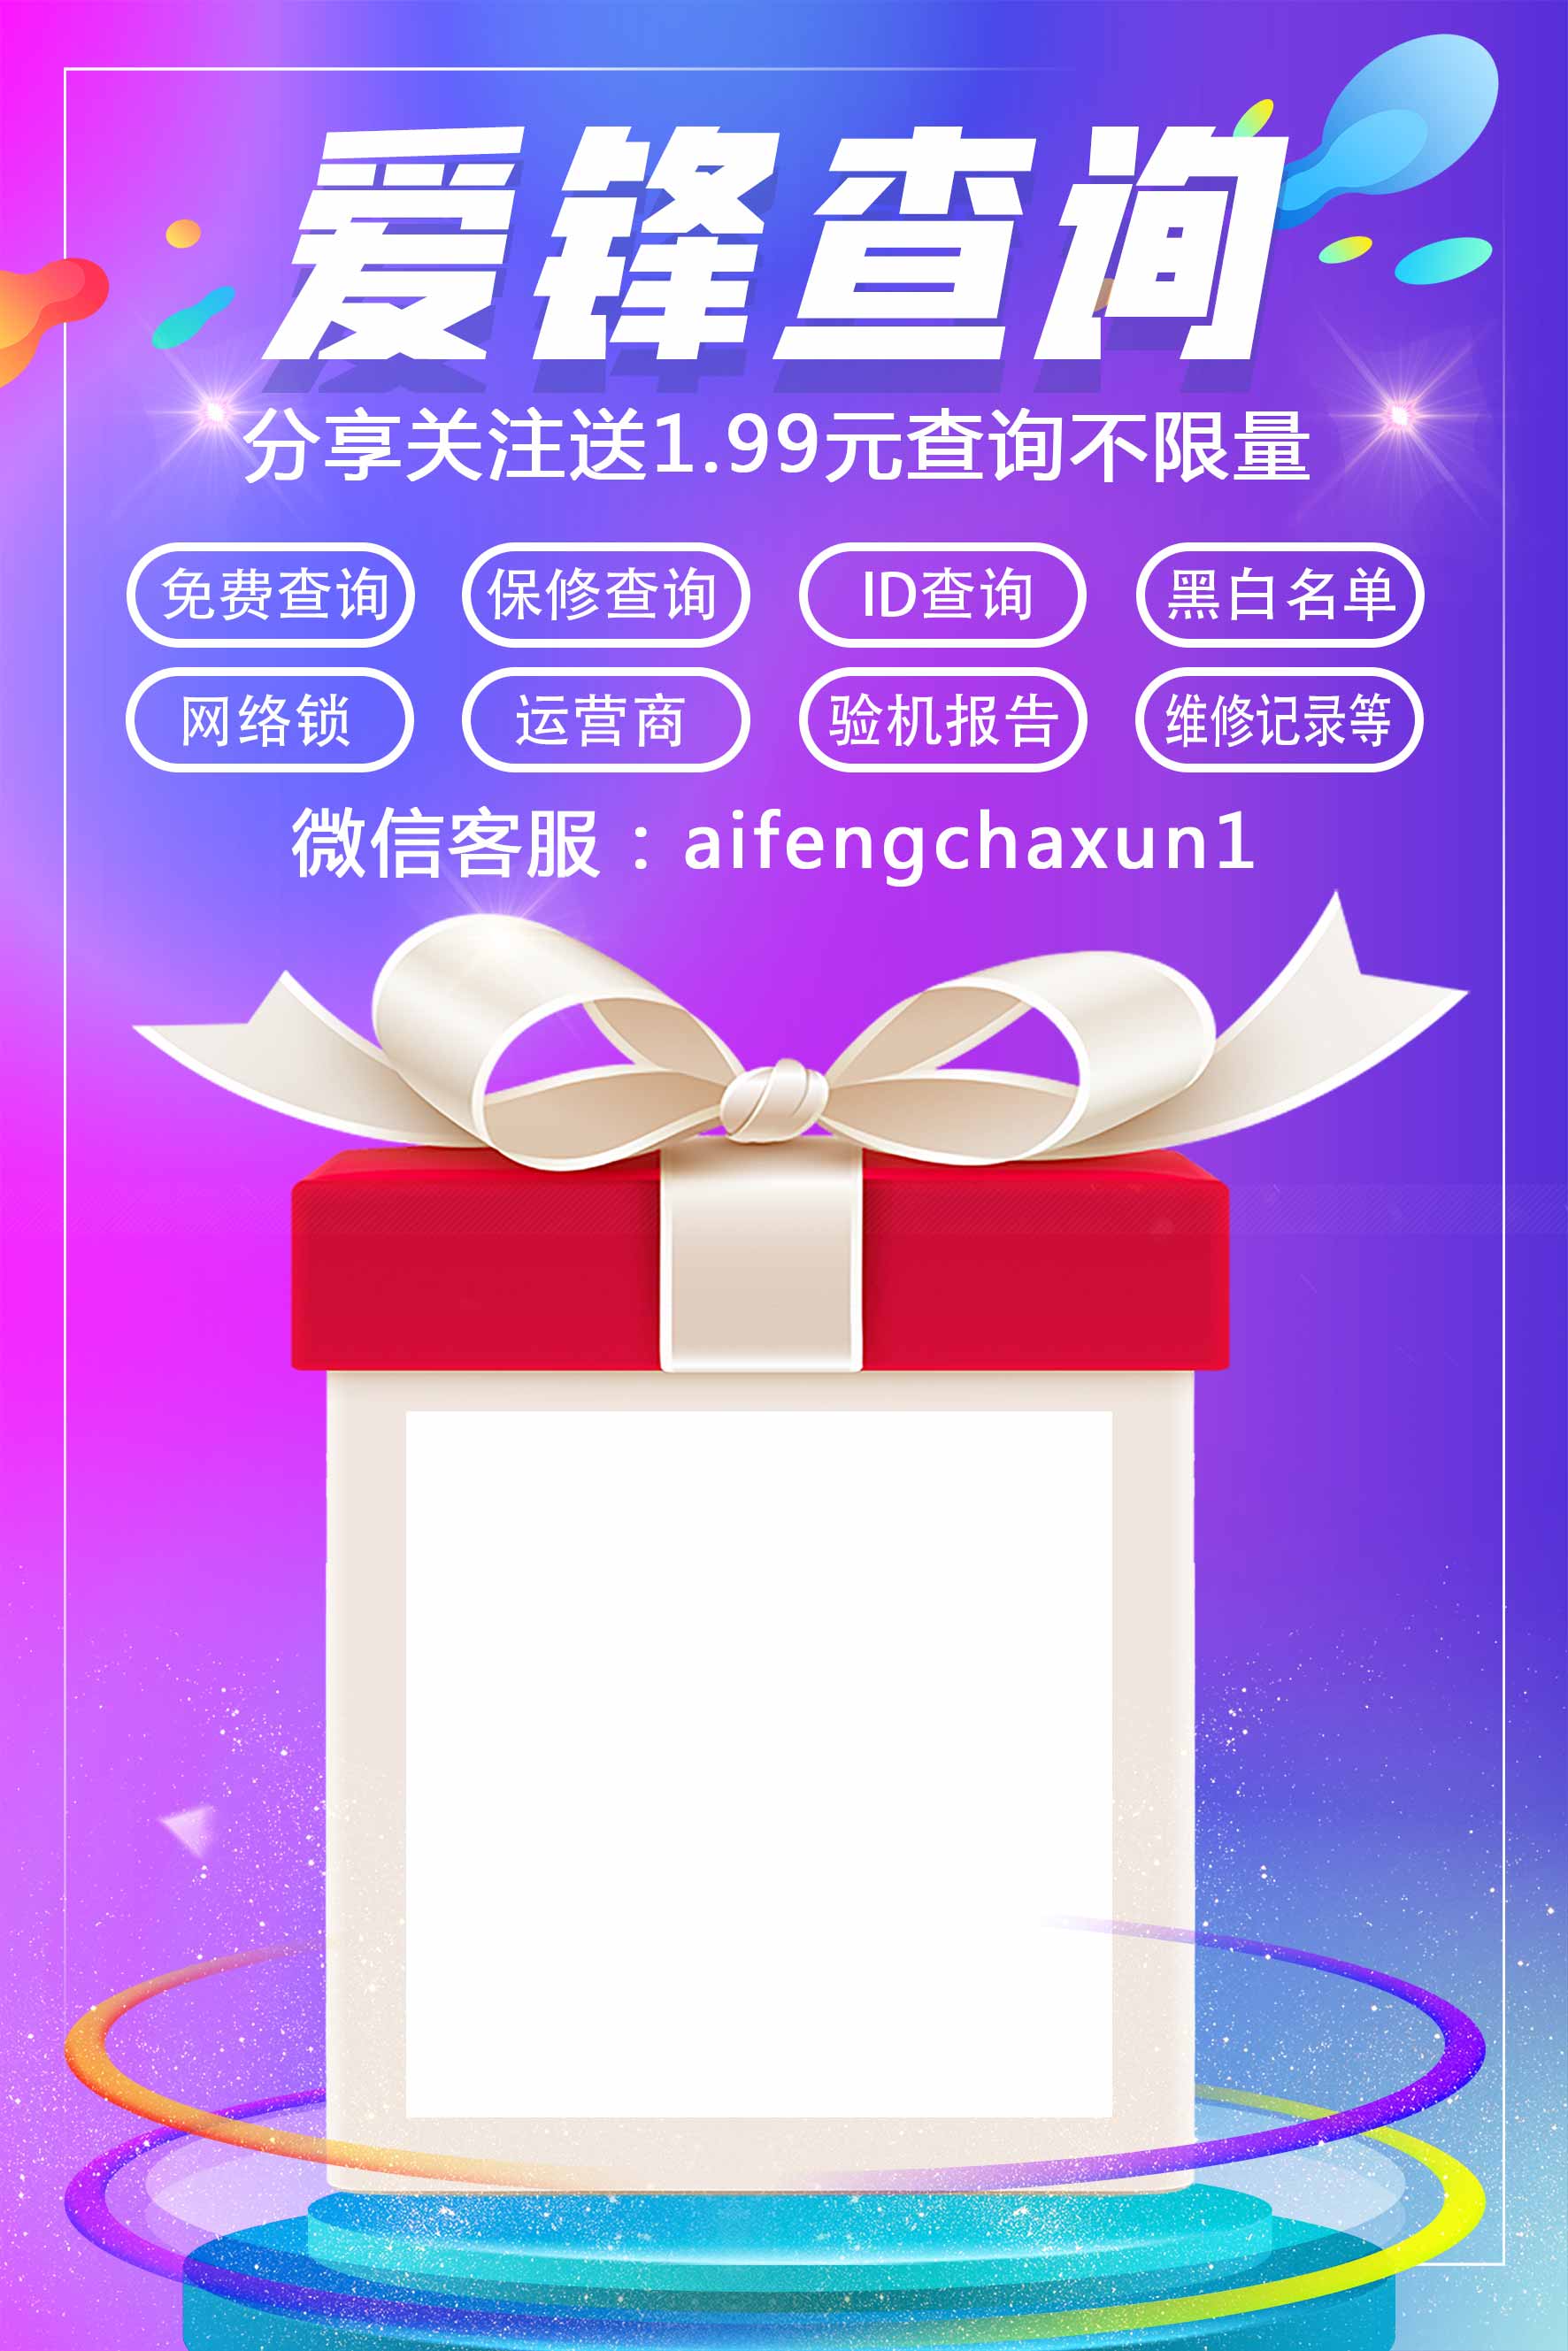 爱锋查询
分享关注送1.99元查询不限量
免费查询 保修查询 ID查询 黑白名单
网络锁 运营商 验机报告 维修记录等
微信客服：aifengchaxun1